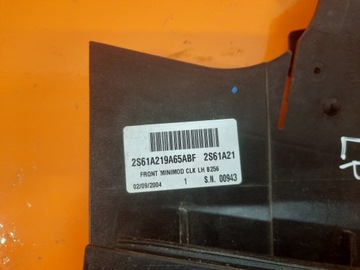 2S61A219A65ABF 2S61A21
FRONT MINIMOD CLK LH B256
02/09/2004 1 S.N. 00943